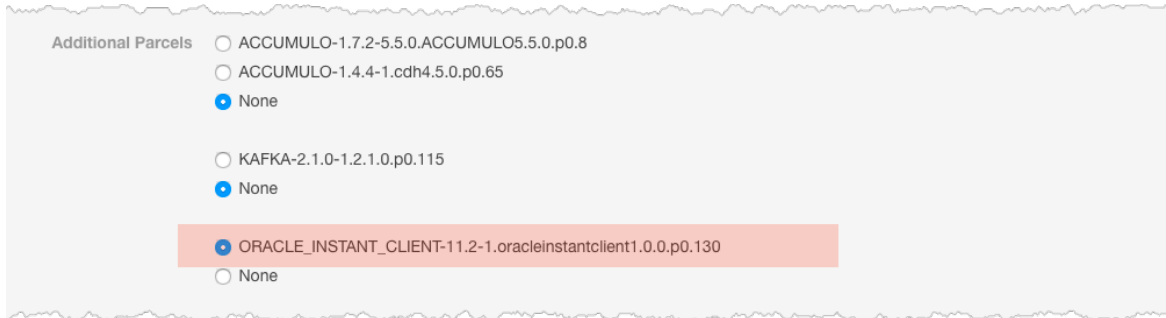 Additional Parcels ACCUMULO-1.7.2-5.5.0.ACCUMULO5.5.0.p0.8
ACCUMULO-1.4.4-1.cdh4.5.0.p0.65
None
KAFKA-2.1.0-1.2.1.0.p0.115
None
ORACLE_INSTANT_CLIENT-11.2-1.oracleinstantclient1.0.0.p0.130
None